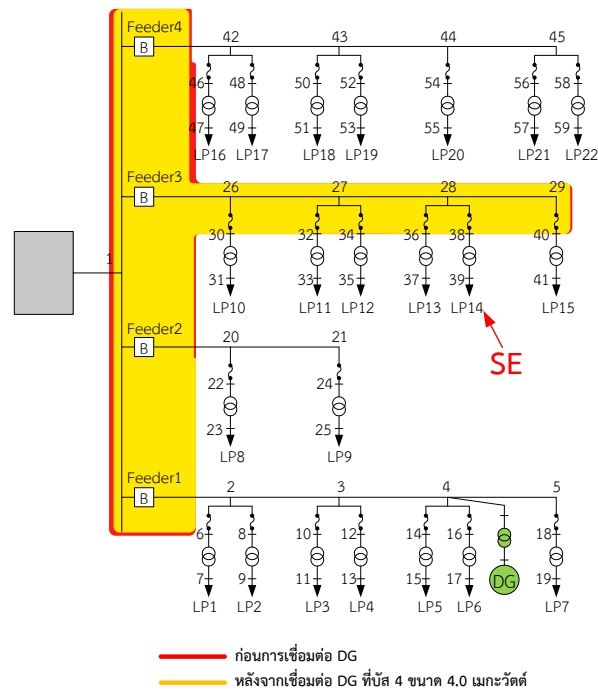 Feeder4 42 43 44 45
B
46 48 50 52 54 56 58
47 49 51 53 55 57 59
LP16 LP17 LP18 LP19 LP20 LP21 LP22
Feeder3 26 27 28 29
B
30 32 34 36 38 40
1 31 33 35 37 39 41
LP10 LP11 LP12 LP13 LP14 LP15
Feeder2 20 21
B
SE
22 24
23 25
LP8 LP9
Feeder1 2 3 4 5
B
6 8 10 12 14 16 18
7 9 11 13 15 17 DG 19
LP1 LP2 LP3 LP4 LP5 LP6 LP7
ก่อนการเชื่อมต่อ DG
หลังจากเชื่อมต่อ DG ที่บัส 4 ขนาด 4.0 เมกะวัตต์